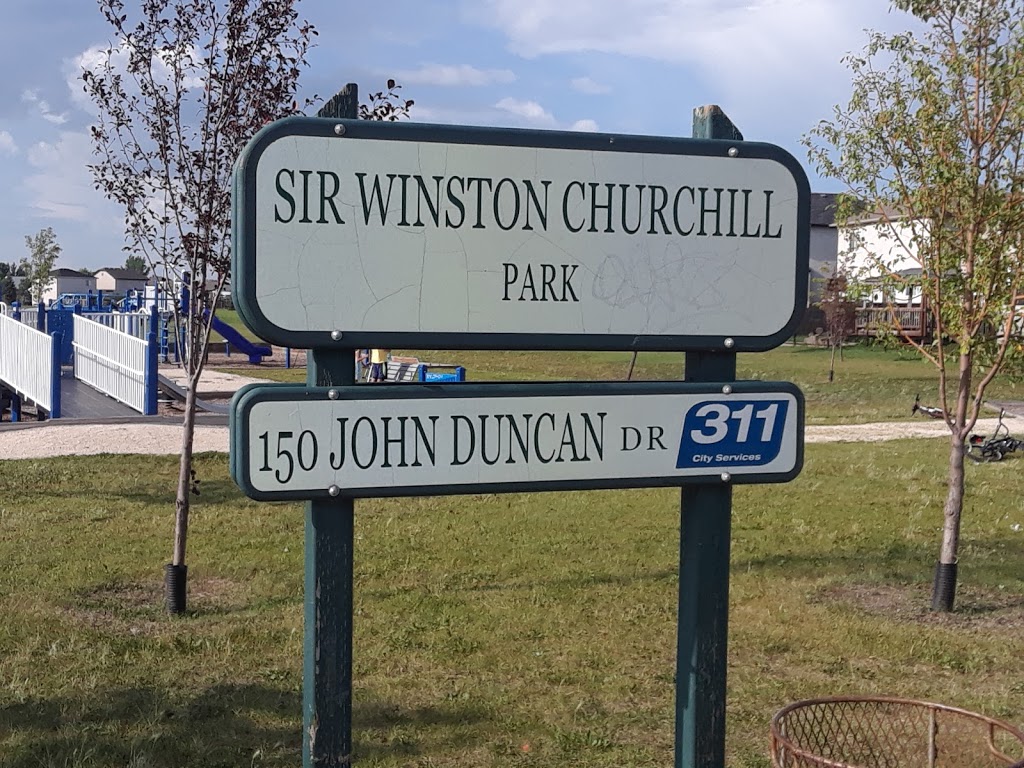 SIR WINSTON CHURCHILL
PARK
150 JOHN DUNCAN DR
311
City Services